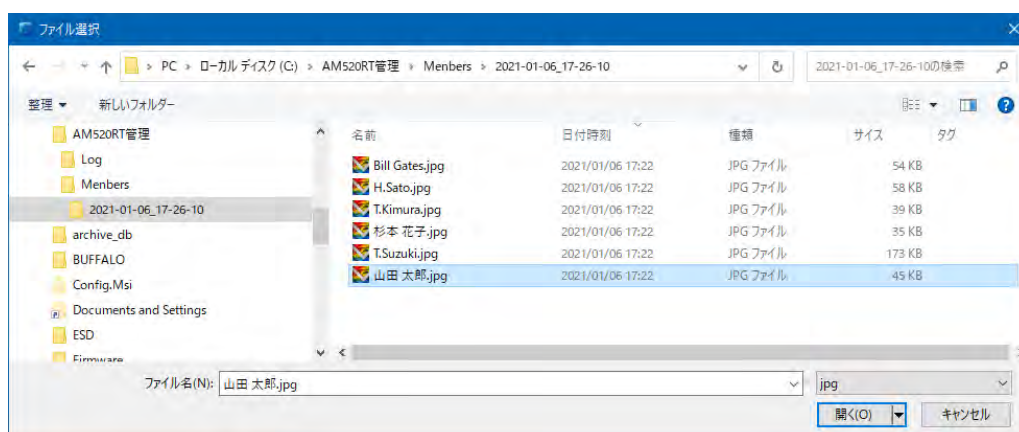 ファイル選択
PC › ローカル ディスク (C:) › AM520RT管理 › Menbers › 2021-01-06_17-26-10
2021-01-06_17-26-10の検索
整理 新しいフォルダー
AM520RT管理
Log
Menbers
2021-01-06_17-26-10
archive_db
BUFFALO
Config.Msi
Documents and Settings
ESD
Firmware
名前 日付時刻 種類 サイズ タグ
Bill Gates.jpg 2021/01/06 17:22 JPG ファイル 54 KB
H.Sato.jpg 2021/01/06 17:22 JPG ファイル 58 KB
T.Kimura.jpg 2021/01/06 17:22 JPG ファイル 39 KB
杉本 花子.jpg 2021/01/06 17:22 JPG ファイル 35 KB
T.Suzuki.jpg 2021/01/06 17:22 JPG ファイル 173 KB
山田 太郎.jpg 2021/01/06 17:22 JPG ファイル 45 KB
ファイル名(N): 山田 太郎.jpg jpg
開く(O) キャンセル